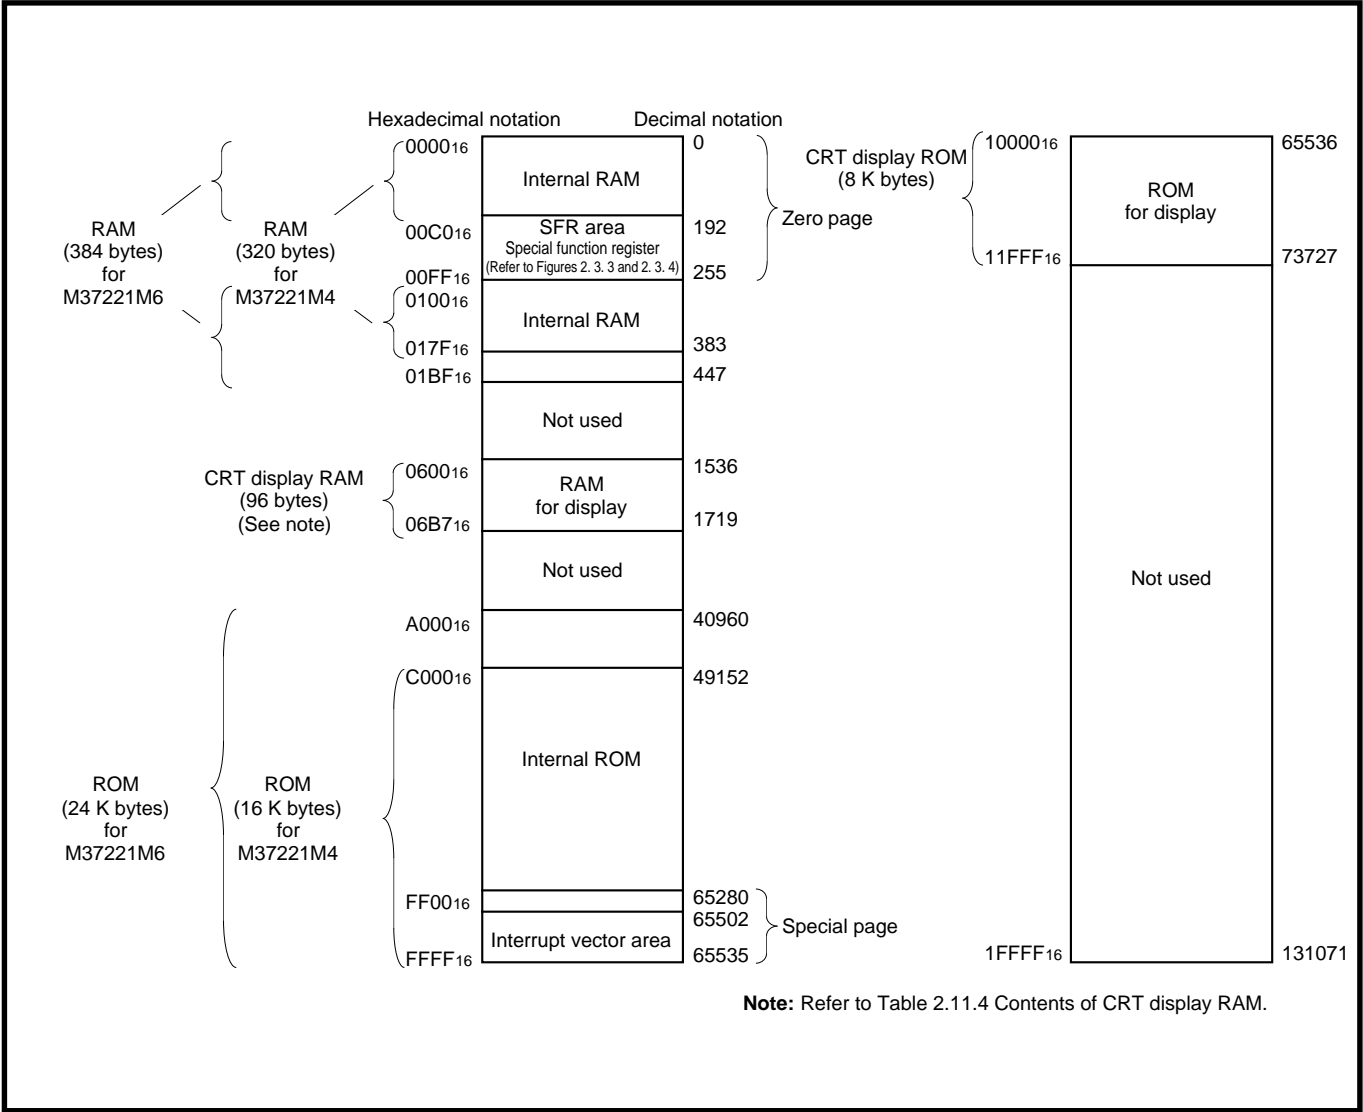 Hexadecimal notation
Decimal notation
RAM
(384 bytes)
for
M37221M6
RAM
(320 bytes)
for
M37221M4
000016
00C016
00FF16
010016
017F16
01BF16
Internal RAM
SFR area
Special function register
(Refer to Figures 2. 3. 3 and 2. 3. 4)
Internal RAM
Not used
0
192
255
383
447
Zero page
CRT display RAM
(96 bytes)
(See note)
060016
06B716
RAM
for display
1536
1719
Not used
ROM
(24 K bytes)
for
M37221M6
ROM
(16 K bytes)
for
M37221M4
A00016
C00016
FF0016
FFFF16
Internal ROM
Interrupt vector area
40960
49152
65280
65502
65535
Special page
CRT display ROM
(8 K bytes)
1000016
11FFF16
1FFFF16
ROM
for display
Not used
65536
73727
131071
Note: Refer to Table 2.11.4 Contents of CRT display RAM.